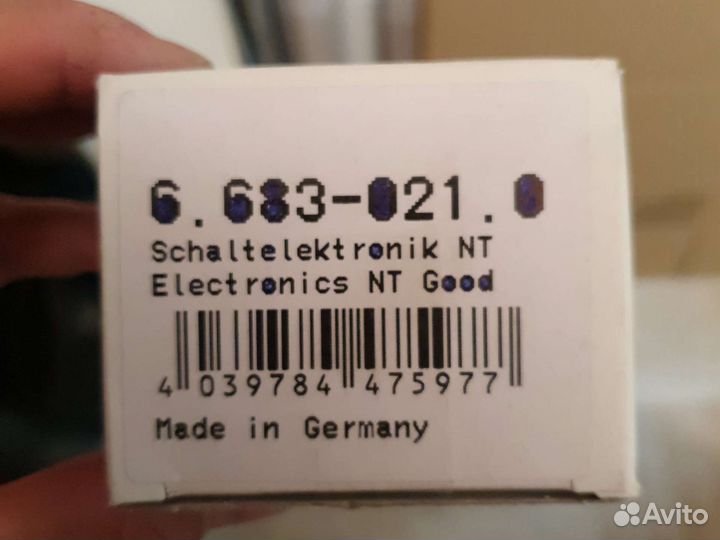 6.683-021.0
Schaltelektronik NT
Electronics NT Good
4 039784 475977
Made in Germany
Avito